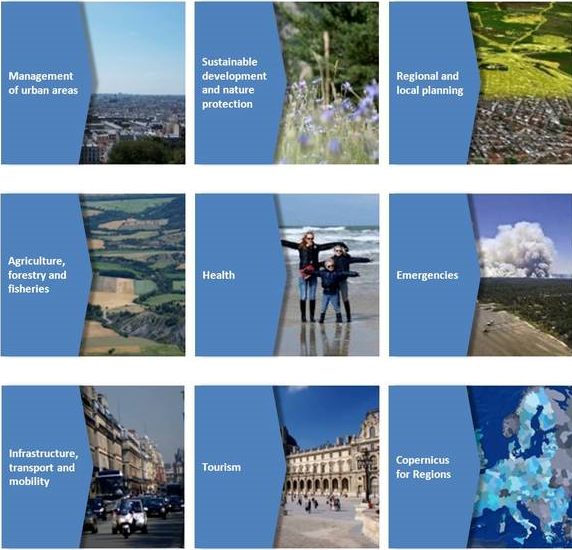 Management
of urban areas
Sustainable
development
and nature
protection
Regional and
local planning
Agriculture,
forestry and
fisheries
Health
Emergencies
Infrastructure,
transport and
mobility
Tourism
Copernicus
for Regions